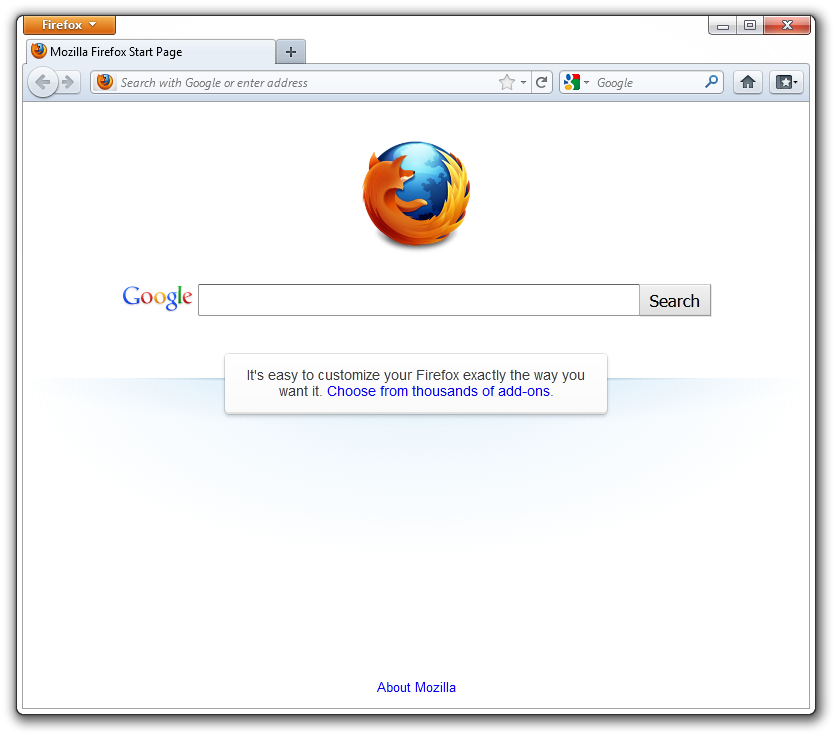 Firefox
Mozilla Firefox Start Page
Search with Google or enter address
Google
Google
Search
It's easy to customize your Firefox exactly the way you
want it. Choose from thousands of add-ons.
About Mozilla